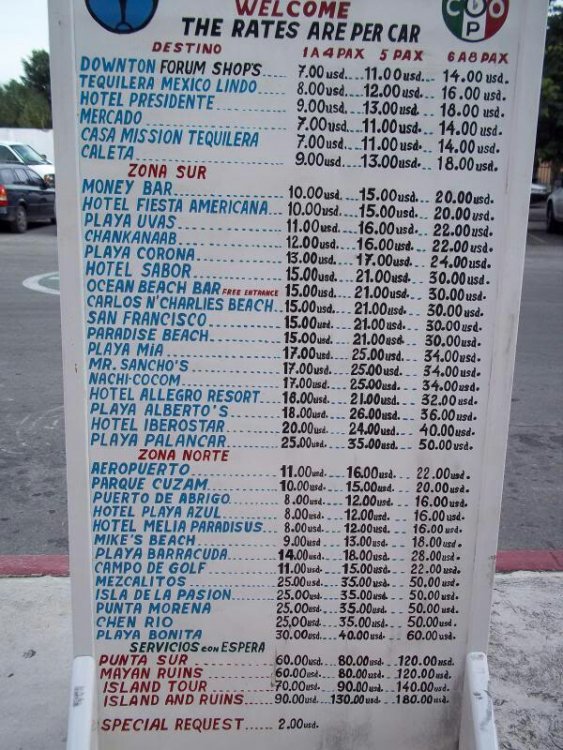 WELCOME
THE RATES ARE PER CAR
CPO
DESTINO 1 A 4 PAX 5 PAX 6 A 8 PAX
DOWNTON FORUM SHOP'S 7.00 usd. 11.00 usd. 14.00 usd.
TEQUILERA MEXICO LINDO 8.00 usd. 12.00 usd. 16.00 usd.
HOTEL PRESIDENTE 9.00 usd. 13.00 usd. 18.00 usd.
MERCADO 7.00 usd. 11.00 usd. 14.00 usd.
CASA MISSION TEQUILERA 7.00 usd. 11.00 usd. 14.00 usd.
CALETA 9.00 usd. 13.00 usd. 18.00 usd.
ZONA SUR
MONEY BAR 10.00 usd. 15.00 usd. 20.00 usd.
HOTEL FIESTA AMERICANA 10.00 usd. 15.00 usd. 20.00 usd.
PLAYA UVAS 11.00 usd. 16.00 usd. 22.00 usd.
CHANKANAAB 12.00 usd. 16.00 usd. 22.00 usd.
PLAYA CORONA 13.00 usd. 17.00 usd. 24.00 usd.
HOTEL SABOR 15.00 usd. 21.00 usd. 30.00 usd.
OCEAN BEACH BAR FREE ENTRANCE 15.00 usd. 21.00 usd. 30.00 usd.
CARLOS N'CHARLIES BEACH 15.00 usd. 21.00 usd. 30.00 usd.
SAN FRANCISCO 15.00 usd. 21.00 usd. 30.00 usd.
PARADISE BEACH 15.00 usd. 21.00 usd. 30.00 usd.
PLAYA MIA 17.00 usd. 25.00 usd. 34.00 usd.
MR. SANCHO'S 17.00 usd. 25.00 usd. 34.00 usd.
NACHI-COCOM 17.00 usd. 25.00 usd. 34.00 usd.
HOTEL ALLEGRO RESORT 16.00 usd. 21.00 usd. 32.00 usd.
PLAYA ALBERTO'S 18.00 usd. 26.00 usd. 36.00 usd.
HOTEL IBEROSTAR 20.00 usd. 24.00 usd. 40.00 usd.
PLAYA PALANCAR 25.00 usd. 35.00 usd. 50.00 usd.
ZONA NORTE
AEROPUERTO 11.00 usd. 16.00 usd. 22.00 usd.
PARQUE CUZAM 10.00 usd. 15.00 usd. 20.00 usd.
PUERTO DE ABRIGO 8.00 usd. 12.00 usd. 16.00 usd.
HOTEL PLAYA AZUL 8.00 usd. 12.00 usd. 16.00 usd.
HOTEL MELIA PARADISUS 8.00 usd. 12.00 usd. 16.00 usd.
MIKE'S BEACH 9.00 usd. 13.00 usd. 18.00 usd.
PLAYA BARRACUDA 14.00 usd. 18.00 usd. 28.00 usd.
CAMPO DE GOLF 11.00 usd. 15.00 usd. 22.00 usd.
MEZCALITOS 25.00 usd. 35.00 usd. 50.00 usd.
ISLA DE LA PASION 25.00 usd. 35.00 usd. 50.00 usd.
PUNTA MORENA 25.00 usd. 35.00 usd. 50.00 usd.
CHEN RIO 25.00 usd. 35.00 usd. 50.00 usd.
PLAYA BONITA 30.00 usd. 40.00 usd. 60.00 usd.
SERVICIOS con ESPERA
PUNTA SUR 60.00 usd. 80.00 usd. 120.00 usd.
MAYAN RUINS 60.00 usd. 80.00 usd. 120.00 usd.
ISLAND TOUR 70.00 usd. 90.00 usd. 140.00 usd.
ISLAND AND RUINS 90.00 usd. 130.00 usd. 180.00 usd.
SPECIAL REQUEST 2.00 usd.